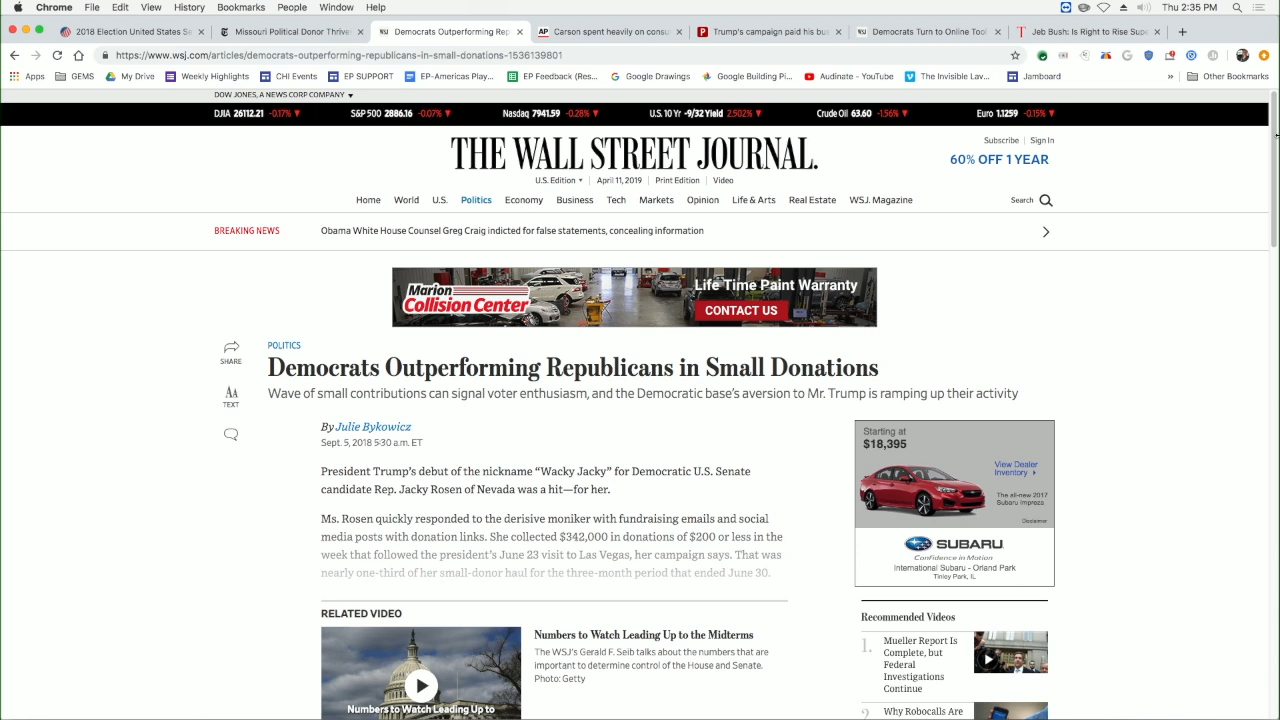 Chrome File Edit View History Bookmarks People Window Help Thu 2:35 PM
2018 Election United States Se Missouri Political Donor Thrive Democrats Outperforming Rep Carson spent heavily on consu Trump's campaign paid his bu Democrats Turn to Online Tool Jeb Bush: Is Right to Rise Supe
https://www.wsj.com/articles/democrats-outperforming-republicans-in-small-donations-1536139801
Apps GEMS My Drive Weekly Highlights CHI Events EP SUPPORT EP-Americas Play... EP Feedback (Res... Google Drawings Google Building Pi... Audinate - YouTube The Invisible Lav... Jamboard » Other Bookmarks
DOW JONES, A NEWS CORP COMPANY
DJIA 26112.21 -0.17% S&P 500 2886.16 -0.07% Nasdaq 7941.59 -0.28% U.S. 10 Yr -9/32 Yield 2.502% Crude Oil 63.60 -1.56% Euro 1.1259 -0.15%
Subscribe Sign In
THE WALL STREET JOURNAL.
60% OFF 1 YEAR
U.S. Edition April 11, 2019 Print Edition Video
Home World U.S. Politics Economy Business Tech Markets Opinion Life & Arts Real Estate WSJ. Magazine Search
BREAKING NEWS Obama White House Counsel Greg Craig indicted for false statements, concealing information
Marion
Collision Center
Life Time Paint Warranty
CONTACT US
SHARE
AA
TEXT
POLITICS
Democrats Outperforming Republicans in Small Donations
Wave of small contributions can signal voter enthusiasm, and the Democratic base's aversion to Mr. Trump is ramping up their activity
By Julie Bykowicz
Sept. 5, 2018 5:30 a.m. ET
President Trump's debut of the nickname “Wacky Jacky” for Democratic U.S. Senate
candidate Rep. Jacky Rosen of Nevada was a hit—for her.
Ms. Rosen quickly responded to the derisive moniker with fundraising emails and social
media posts with donation links. She collected $342,000 in donations of $200 or less in the
week that followed the president's June 23 visit to Las Vegas, her campaign says. That was
nearly one-third of her small-donor haul for the three-month period that ended June 30.
RELATED VIDEO
Numbers to Watch Leading Up to
Numbers to Watch Leading Up to the Midterms
The WSJ's Gerald F. Seib talks about the numbers that are
important to determine control of the House and Senate.
Photo: Getty
Starting at
$18,395
View Dealer
Inventory
The all-new 2017
Subaru Impreza
Disclaimer
SUBARU
Confidence in Motion
International Subaru - Orland Park
Tinley Park, IL
Recommended Videos
1. Mueller Report Is
Complete, but
Federal
Investigations
Continue
2. Why Robocalls Are